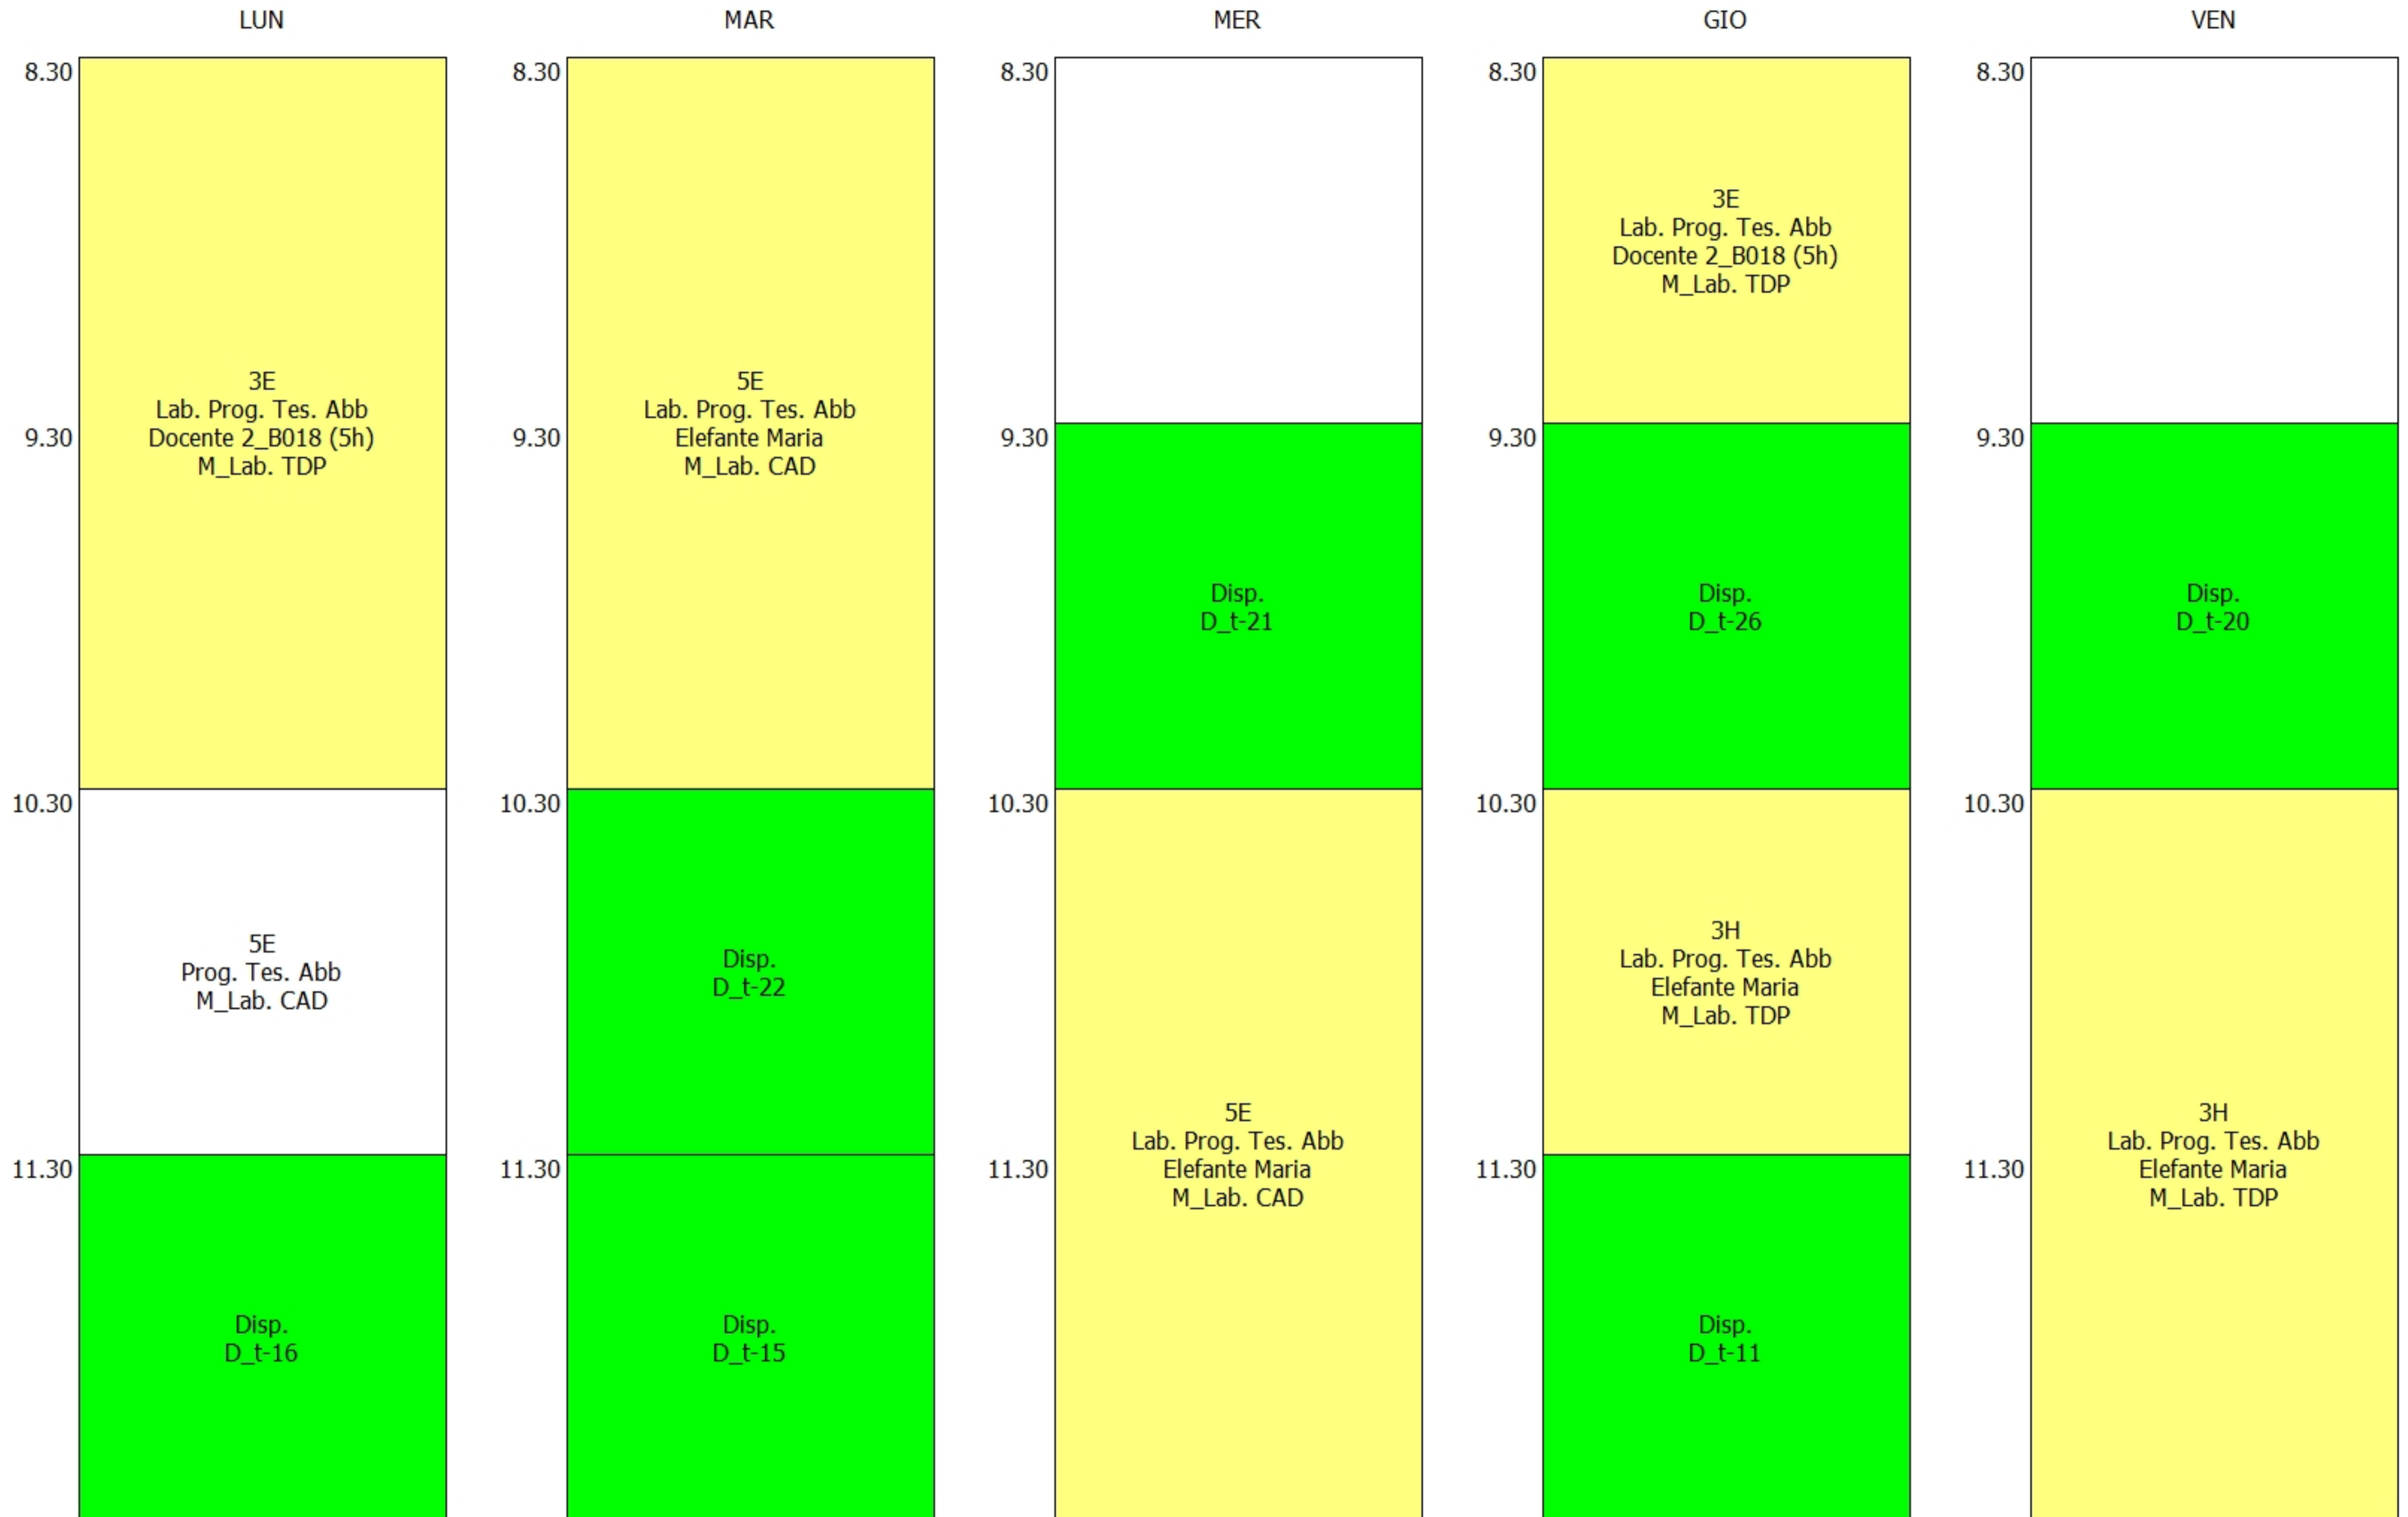 LUN
8.30
3E
Lab. Prog. Tes. Abb
Docente 2_B018 (5h)
M_Lab. TDP
9.30
10.30
5E
Prog. Tes. Abb
M_Lab. CAD
11.30
Disp.
D_t-16
MAR
8.30
5E
Lab. Prog. Tes. Abb
Elefante Maria
M_Lab. CAD
9.30
10.30
Disp.
D_t-22
11.30
Disp.
D_t-15
MER
8.30
9.30
Disp.
D_t-21
10.30
5E
Lab. Prog. Tes. Abb
Elefante Maria
M_Lab. CAD
11.30
GIO
8.30
3E
Lab. Prog. Tes. Abb
Docente 2_B018 (5h)
M_Lab. TDP
9.30
Disp.
D_t-26
10.30
3H
Lab. Prog. Tes. Abb
Elefante Maria
M_Lab. TDP
11.30
Disp.
D_t-11
VEN
8.30
9.30
Disp.
D_t-20
10.30
3H
Lab. Prog. Tes. Abb
Elefante Maria
M_Lab. TDP
11.30